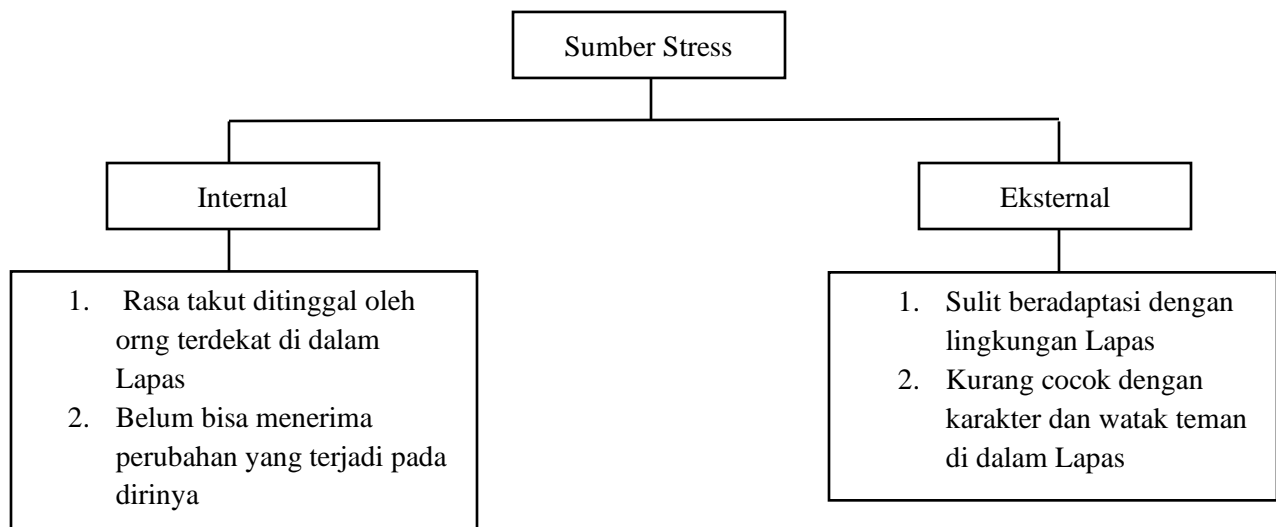 Sumber Stress
Internal
Eksternal
1. Rasa takut ditinggal oleh
orng terdekat di dalam
Lapas
2. Belum bisa menerima
perubahan yang terjadi pada
dirinya
1. Sulit beradaptasi dengan
lingkungan Lapas
2. Kurang cocok dengan
karakter dan watak teman
di dalam Lapas